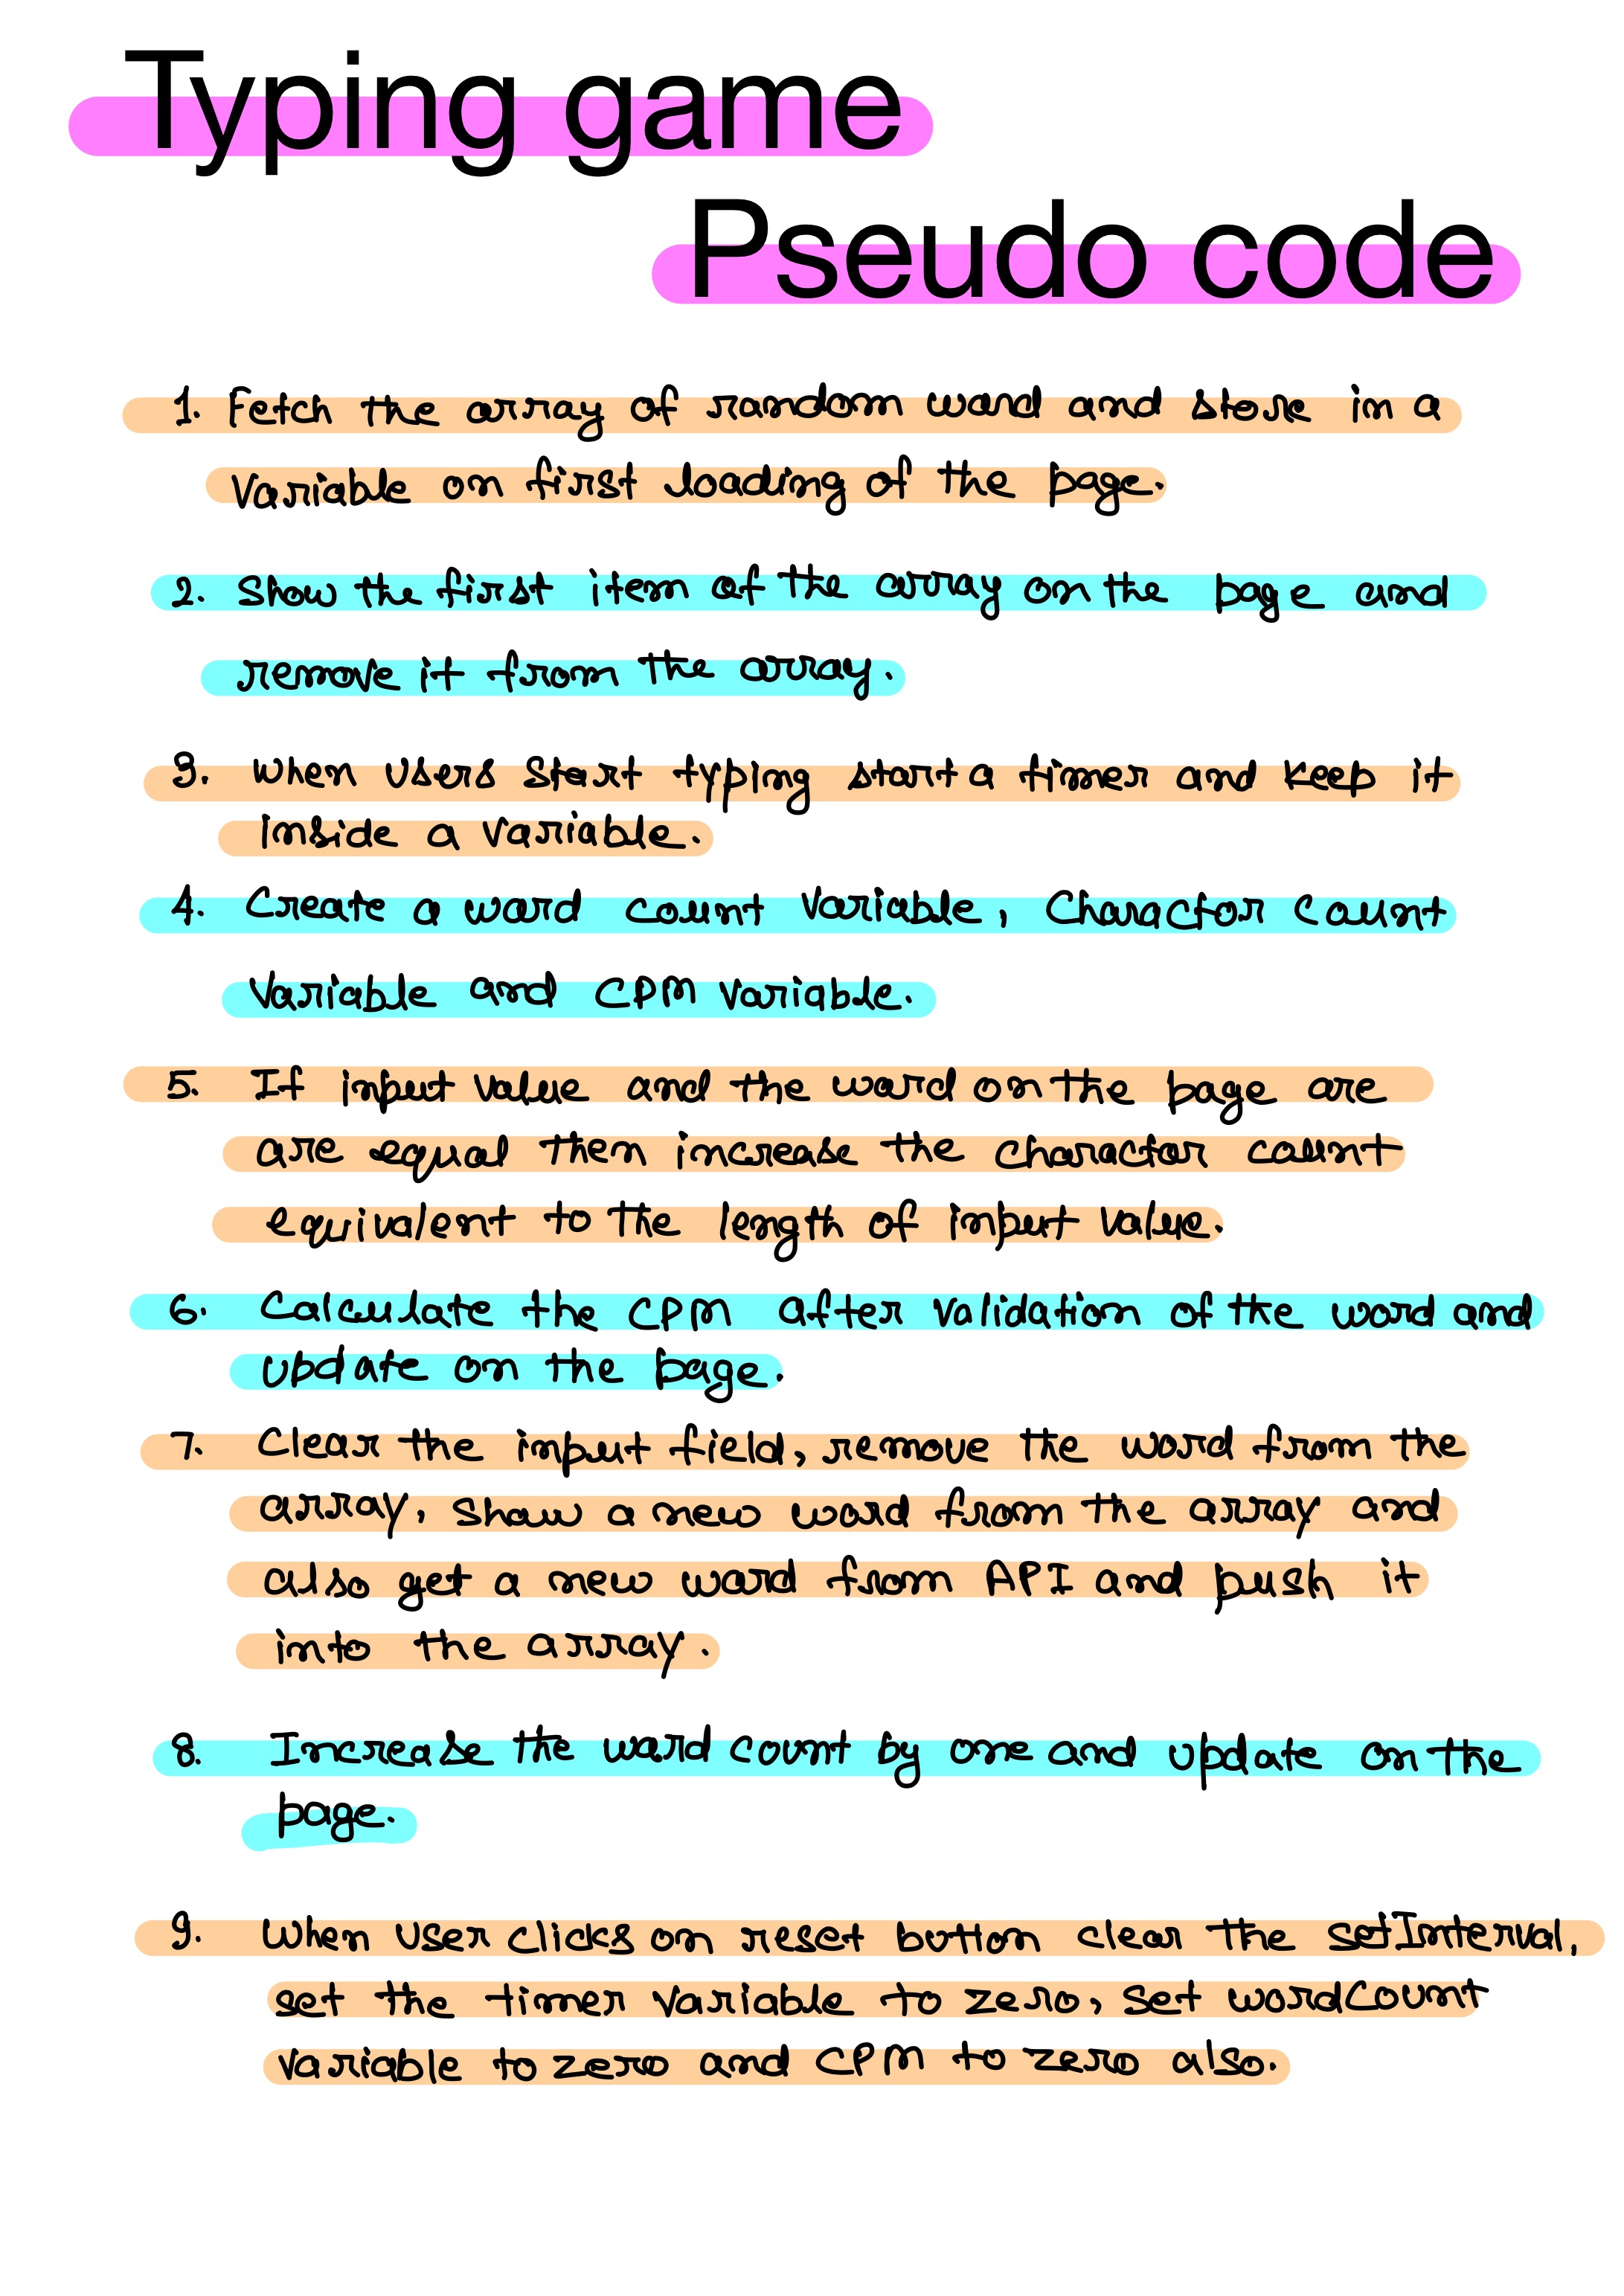 Typing game
Pseudo code
1. Fetch the array of random word and store in a
variable on first loading of the page.
2. Show the first item of the array on the page and
remove it from the array.
3. When users start typing start a timer and keep it
inside a variable.
4. Create a word count variable, Charactor count
variable and CPM variable.
5. If input value and the word on the page are
are equal then increase the charactor count
equivalent to the length of input value.
6. Calculate the CPM after validation of the word and
update on the page.
7. Clear the input field, remove the word from the
array, show a new word from the array and
also get a new word from API and push it
into the array.
8. Increase the word count by one and update on the
page.
9. When user clicks on reset button clear the setInterval,
set the timer variable to zero, set wordCount
variable to zero and CPM to zero also.